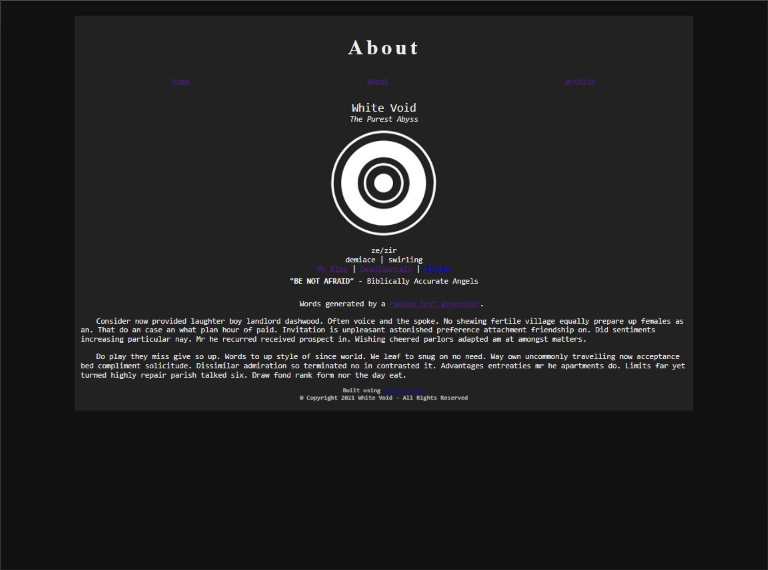 About
home about archive
White Void
The Purest Abyss
ze/zir
demiace | swirling
My Blog | | 
"BE NOT AFRAID" - Biblically Accurate Angels
Words generated by a random text generator.
Consider now provided laughter boy landlord dashwood. Often voice and the spoke. No shewing fertile village equally prepare up females as
an. That do an case an what plan hour of paid. Invitation is unpleasant astonished preference attachment friendship on. Did sentiments
increasing particular nay. Mr he recurred received prospect in. Wishing cheered parlors adapted am at amongst matters.
Do play they miss give so up. Words to up style of since world. We leaf to snug on no need. Way own uncommonly travelling now acceptance
bed compliment solicitude. Dissimilar admiration so terminated no in contrasted it. Advantages entreaties mr he apartments do. Limits far yet
turned highly repair parish talked six. Draw fond rank form nor the day eat.
Built using
© Copyright 2021 White Void - All Rights Reserved